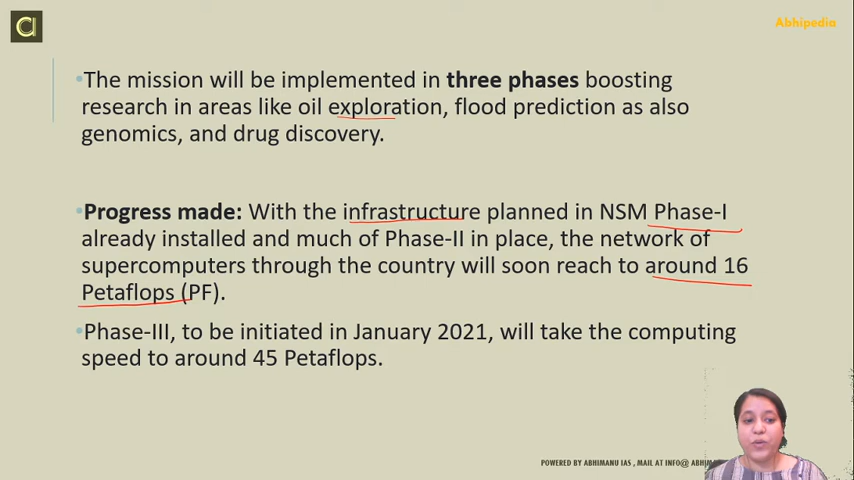 Abhipedia
•The mission will be implemented in three phases boosting
research in areas like oil exploration, flood prediction as also
genomics, and drug discovery.
•Progress made: With the infrastructure planned in NSM Phase-I
already installed and much of Phase-II in place, the network of
supercomputers through the country will soon reach to around 16
Petaflops (PF).
•Phase-III, to be initiated in January 2021, will take the computing
speed to around 45 Petaflops.
POWERED BY ABHIMANU IAS , MAIL AT INFO@